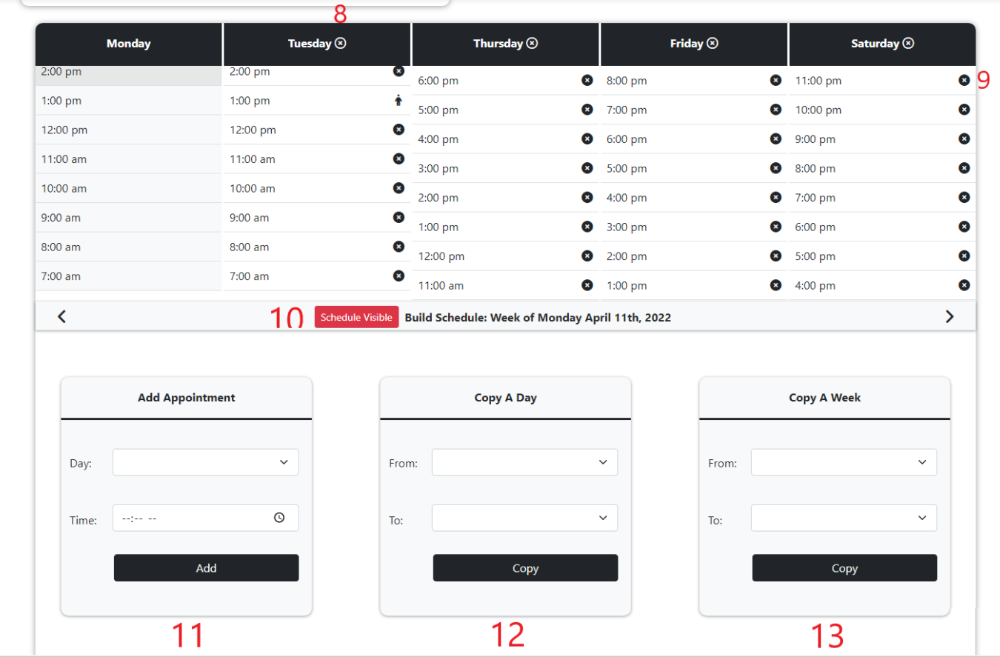 8
Monday Tuesday Thursday Friday Saturday
2:00 pm 2:00 pm 6:00 pm 8:00 pm 11:00 pm 9
1:00 pm 1:00 pm 5:00 pm 7:00 pm 10:00 pm
12:00 pm 12:00 pm 4:00 pm 6:00 pm 9:00 pm
11:00 am 11:00 am 3:00 pm 5:00 pm 8:00 pm
10:00 am 10:00 am 2:00 pm 4:00 pm 7:00 pm
9:00 am 9:00 am 1:00 pm 3:00 pm 6:00 pm
8:00 am 8:00 am 12:00 pm 2:00 pm 5:00 pm
7:00 am 7:00 am 11:00 am 1:00 pm 4:00 pm
10 Schedule Visible Build Schedule: Week of Monday April 11th, 2022
Add Appointment Copy A Day Copy A Week
Day: From: From:
Time: --:-- -- To: To:
Add Copy Copy
11 12 13